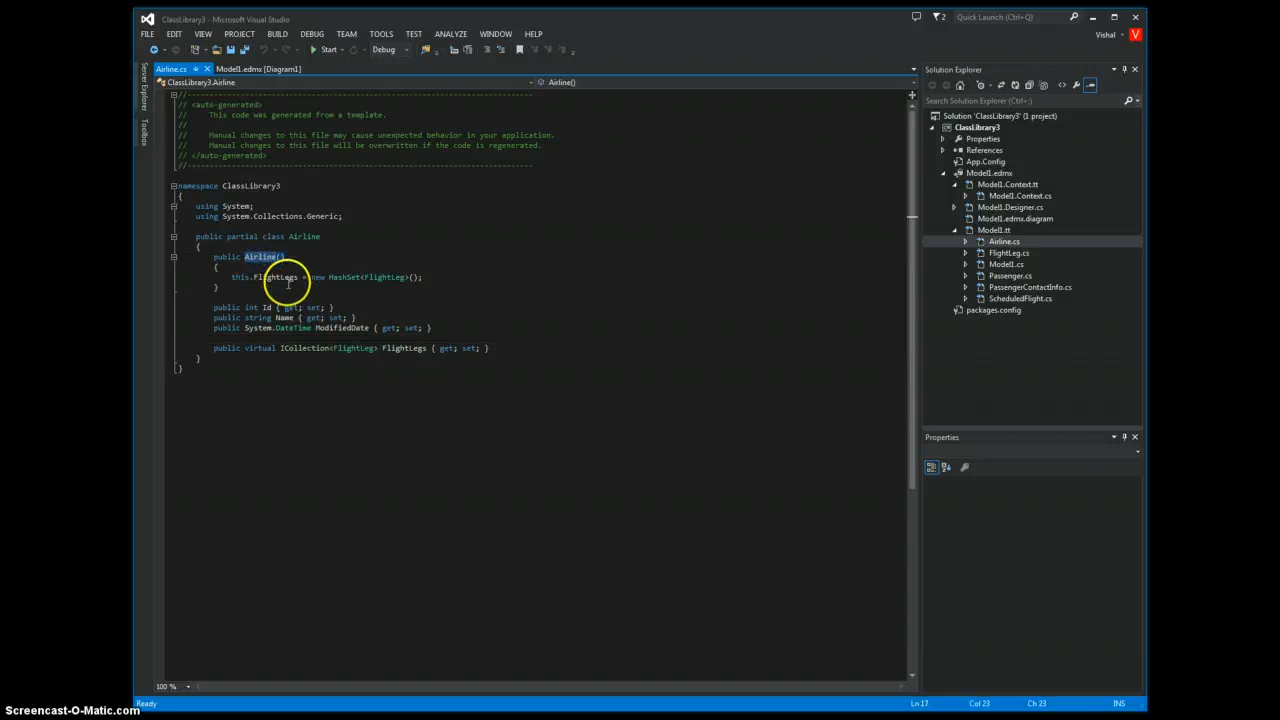 ClassLibrary3 - Microsoft Visual Studio
2
Quick Launch (Ctrl+Q)
FILE EDIT VIEW PROJECT BUILD DEBUG TEAM TOOLS TEST ARCHITECTURE ANALYZE WINDOW HELP
Vishal V
Start
Debug
Server Explorer
Toolbox
Airline.cs
Model1.edmx [Diagram1]
ClassLibrary3.Airline
Airline()
//------------------------------------------------------------------------------
// <auto-generated>
//     This code was generated from a template.
//
//     Manual changes to this file may cause unexpected behavior in your application.
//     Manual changes to this file will be overwritten if the code is regenerated.
// </auto-generated>
//------------------------------------------------------------------------------
namespace ClassLibrary3
{
using System;
using System.Collections.Generic;
public partial class Airline
{
public Airline()
{
this.FlightLegs = new HashSet<FlightLeg>();
}
public int Id { get; set; }
public string Name { get; set; }
public System.DateTime ModifiedDate { get; set; }
public virtual ICollection<FlightLeg> FlightLegs { get; set; }
}
}
100 %
Solution Explorer
Search Solution Explorer (Ctrl+;)
Solution 'ClassLibrary3' (1 project)
ClassLibrary3
Properties
References
App.Config
Model1.edmx
Model1.Context.tt
Model1.Context.cs
Model1.Designer.cs
Model1.edmx.diagram
Model1.tt
Airline.cs
FlightLeg.cs
Model1.cs
Passenger.cs
PassengerContactInfo.cs
ScheduledFlight.cs
packages.config
Properties
Ready
Ln 17
Col 23
Ch 23
INS
Screencast-O-Matic.com